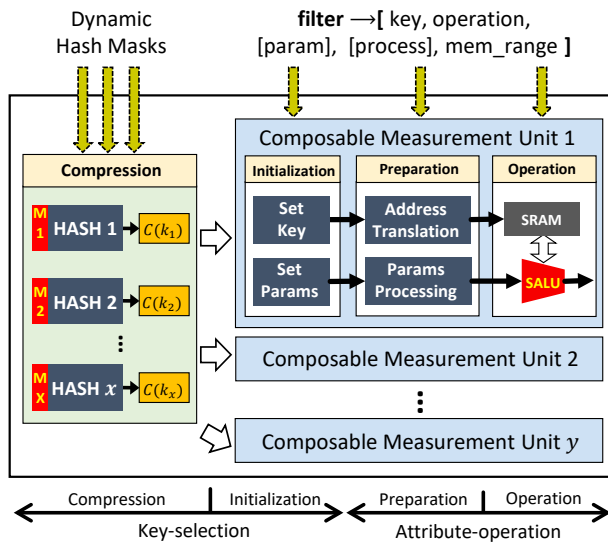 Dynamic
Hash Masks
filter →[ key, operation,
[param], [process], mem_range ]
Compression
M
1
HASH 1
C(k₁)
M
2
HASH 2
C(k₂)
⋮
M
X
HASH x
C(kₓ)
Composable Measurement Unit 1
Initialization
Preparation
Operation
Set
Key
Address
Translation
SRAM
Set
Params
Params
Processing
SALU
Composable Measurement Unit 2
⋮
Composable Measurement Unit y
Compression
Initialization
Preparation
Operation
Key-selection
Attribute-operation